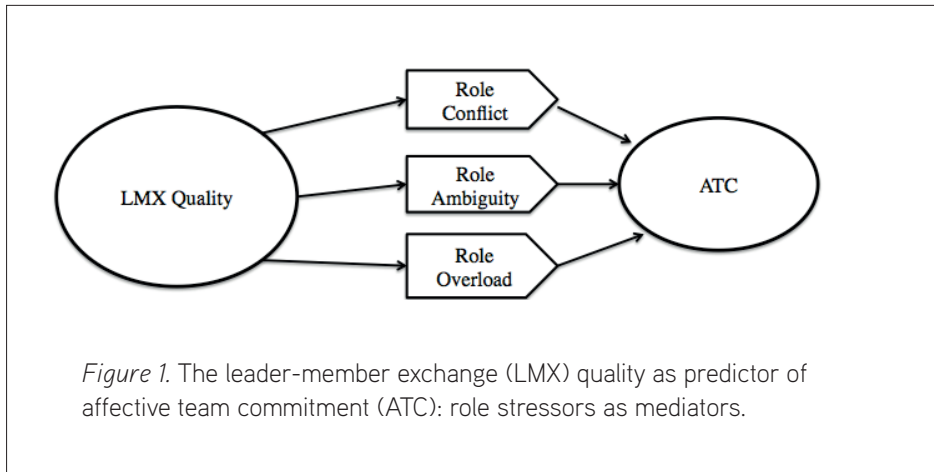 Role
Conflict
LMX Quality
Role
Ambiguity
ATC
Role
Overload
Figure 1. The leader-member exchange (LMX) quality as predictor of
affective team commitment (ATC): role stressors as mediators.